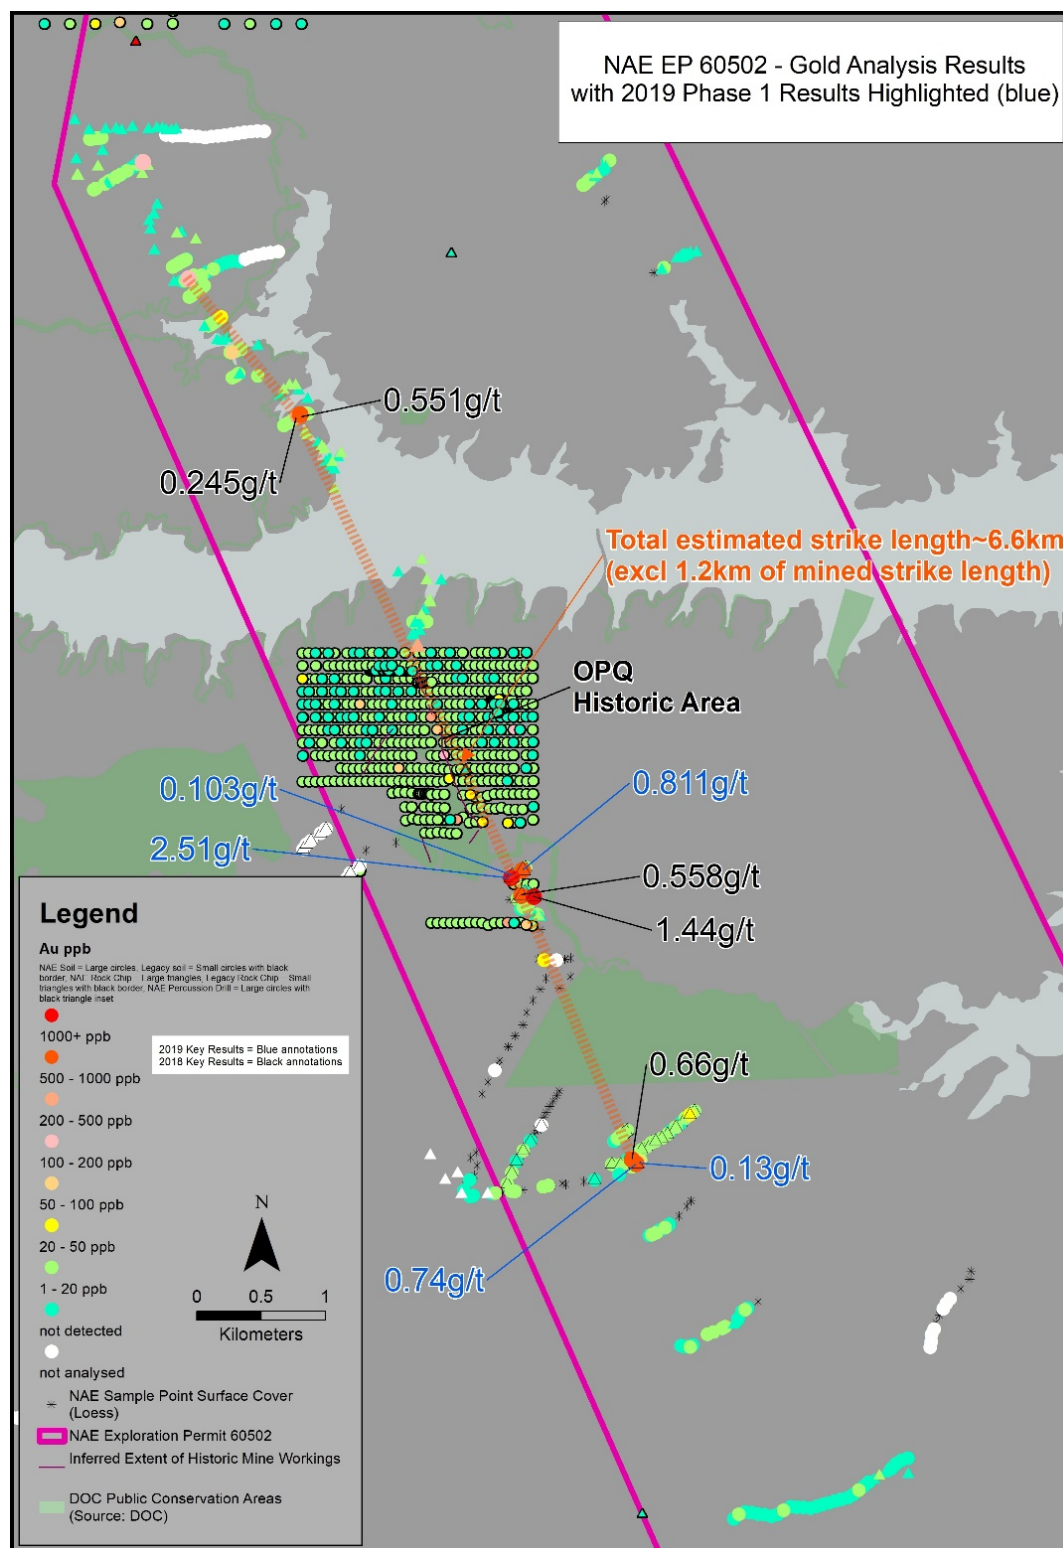 NAE EP 60502 - Gold Analysis Results
with 2019 Phase 1 Results Highlighted (blue)
0.551g/t
0.245g/t
Total estimated strike length~6.6km
(excl 1.2km of mined strike length)
OPQ
Historic Area
0.103g/t
0.811g/t
2.51g/t
0.558g/t
1.44g/t
0.66g/t
0.13g/t
0.74g/t
Legend
Au ppb
NAE Soil = Large circles, Legacy soil = Small circles with black
border, NAE Rock Chip = Large triangles, Legacy Rock Chip = Small
triangles with black border, NAE Percussion Drill = Large circles with
black triangle inset
1000+ ppb
500 - 1000 ppb
200 - 500 ppb
100 - 200 ppb
50 - 100 ppb
20 - 50 ppb
1 - 20 ppb
not detected
not analysed
2019 Key Results = Blue annotations
2018 Key Results = Black annotations
N
0 0.5 1
Kilometers
NAE Sample Point Surface Cover
(Loess)
NAE Exploration Permit 60502
Inferred Extent of Historic Mine Workings
DOC Public Conservation Areas
(Source: DOC)